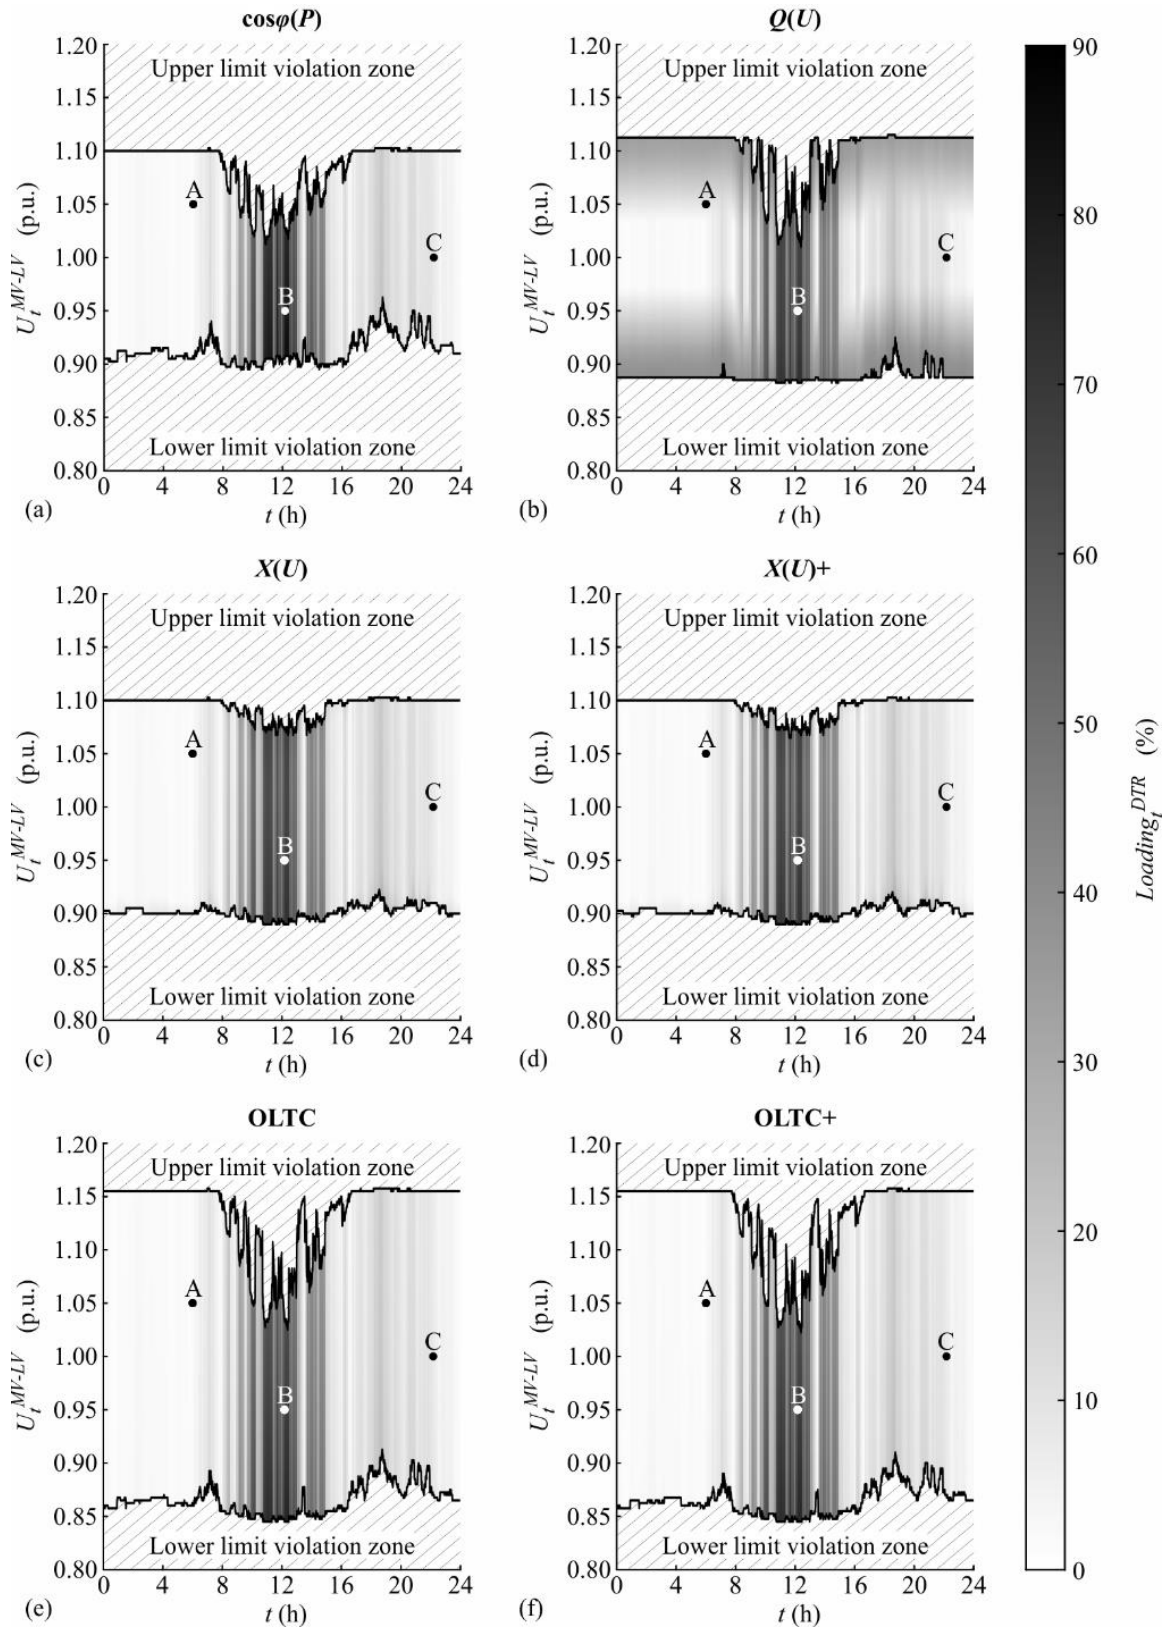 cosφ(P)
1.20
Upper limit violation zone
1.15
1.10
A
1.05
C
1.00
B
0.95
0.90
0.85
Lower limit violation zone
0.80
0 4 8 12 16 20 24
U_t^MV-LV (p.u.)
t (h)
(a)
Q(U)
1.20
Upper limit violation zone
1.15
1.10
A
1.05
C
1.00
B
0.95
0.90
0.85
Lower limit violation zone
0.80
0 4 8 12 16 20 24
U_t^MV-LV (p.u.)
t (h)
(b)
X(U)
1.20
Upper limit violation zone
1.15
1.10
A
1.05
C
1.00
B
0.95
0.90
0.85
Lower limit violation zone
0.80
0 4 8 12 16 20 24
U_t^MV-LV (p.u.)
t (h)
(c)
X(U)+
1.20
Upper limit violation zone
1.15
1.10
A
1.05
C
1.00
B
0.95
0.90
0.85
Lower limit violation zone
0.80
0 4 8 12 16 20 24
U_t^MV-LV (p.u.)
t (h)
(d)
OLTC
1.20
Upper limit violation zone
1.15
1.10
A
1.05
C
1.00
B
0.95
0.90
0.85
Lower limit violation zone
0.80
0 4 8 12 16 20 24
U_t^MV-LV (p.u.)
t (h)
(e)
OLTC+
1.20
Upper limit violation zone
1.15
1.10
A
1.05
C
1.00
B
0.95
0.90
0.85
Lower limit violation zone
0.80
0 4 8 12 16 20 24
U_t^MV-LV (p.u.)
t (h)
(f)
90
80
70
60
50
40
30
20
10
0
Loading_t^DTR (%)